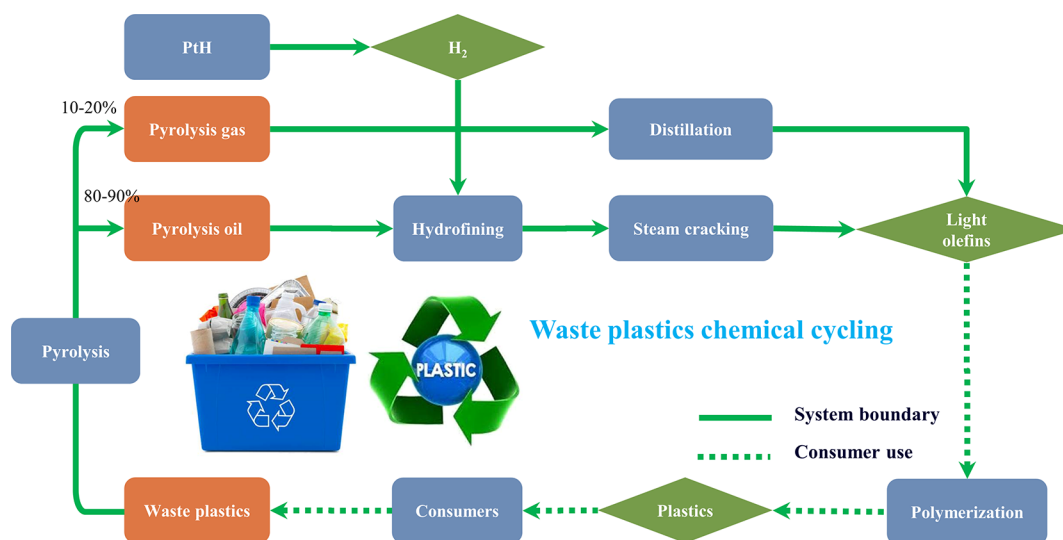 PtH
H₂
10-20%
Pyrolysis gas
Distillation
80-90%
Pyrolysis oil
Hydrofining
Steam cracking
Light
olefins
Pyrolysis
PLASTIC
Waste plastics chemical cycling
System boundary
Consumer use
Waste plastics
Consumers
Plastics
Polymerization